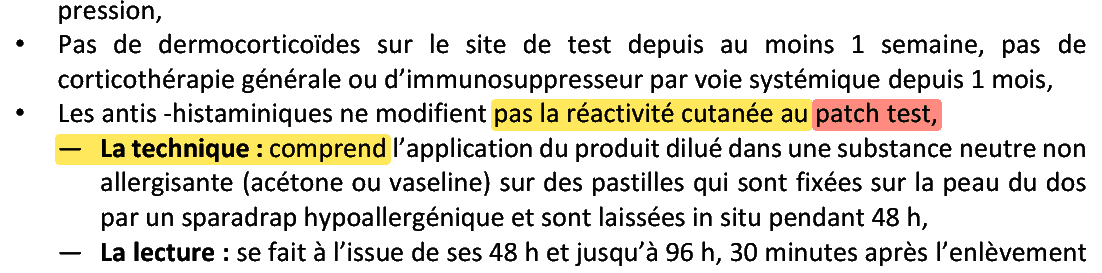 pression,
• Pas de dermocorticoïdes sur le site de test depuis au moins 1 semaine, pas de
corticothérapie générale ou d’immunosuppresseur par voie systémique depuis 1 mois,
• Les antis -histaminiques ne modifient pas la réactivité cutanée au patch test,
— La technique : comprend l’application du produit dilué dans une substance neutre non
allergisante (acétone ou vaseline) sur des pastilles qui sont fixées sur la peau du dos
par un sparadrap hypoallergénique et sont laissées in situ pendant 48 h,
— La lecture : se fait à l’issue de ses 48 h et jusqu’à 96 h, 30 minutes après l’enlèvement